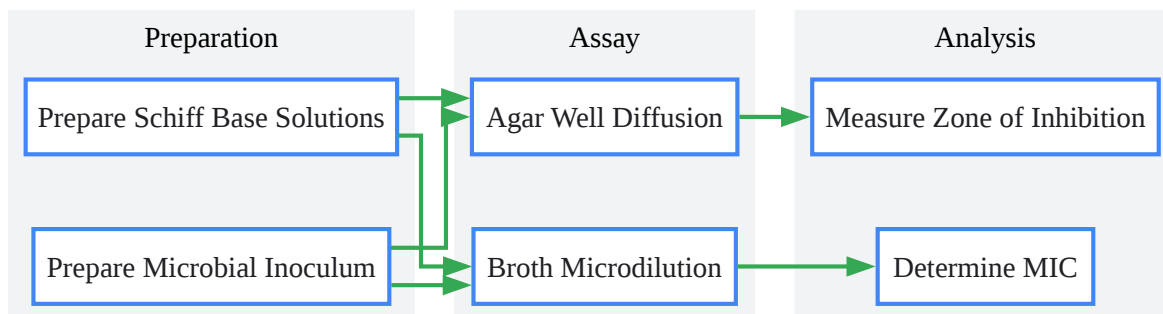 Preparation
Assay
Analysis
Prepare Schiff Base Solutions
Agar Well Diffusion
Measure Zone of Inhibition
Prepare Microbial Inoculum
Broth Microdilution
Determine MIC